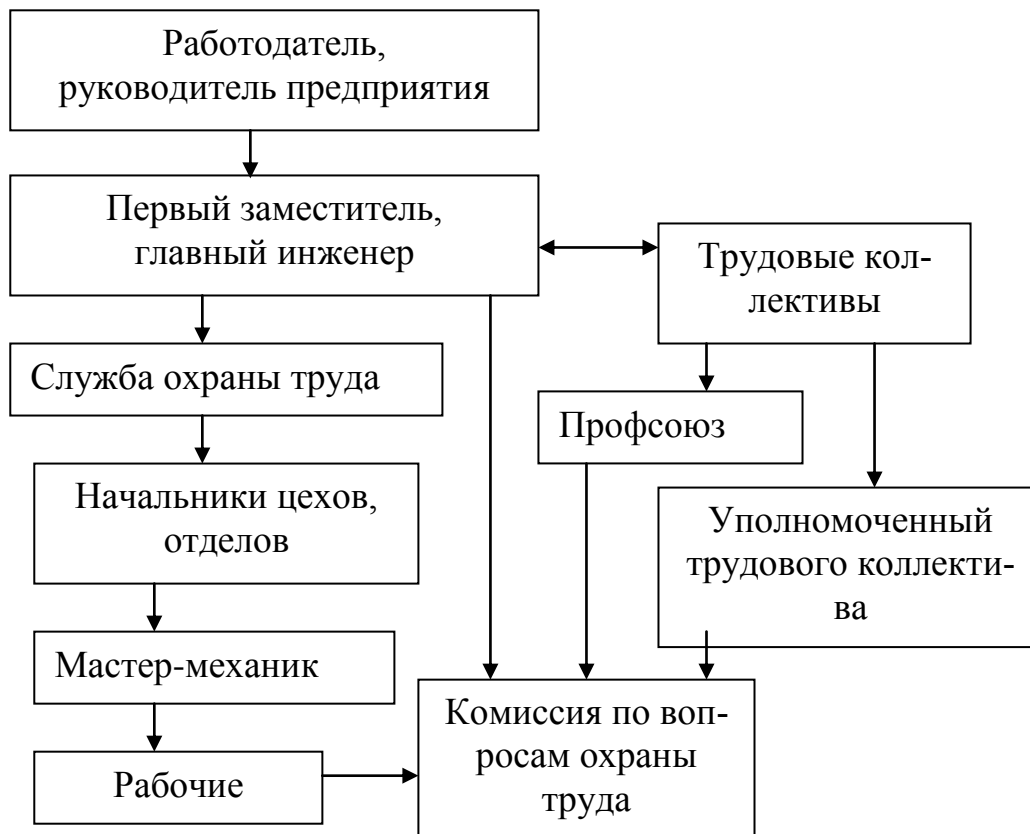 Работодатель,
руководитель предприятия
Первый заместитель,
главный инженер
Трудовые кол-
лективы
Служба охраны труда
Профсоюз
Начальники цехов,
отделов
Уполномоченный
трудового коллекти-
ва
Мастер-механик
Комиссия по воп-
росам охраны
труда
Рабочие